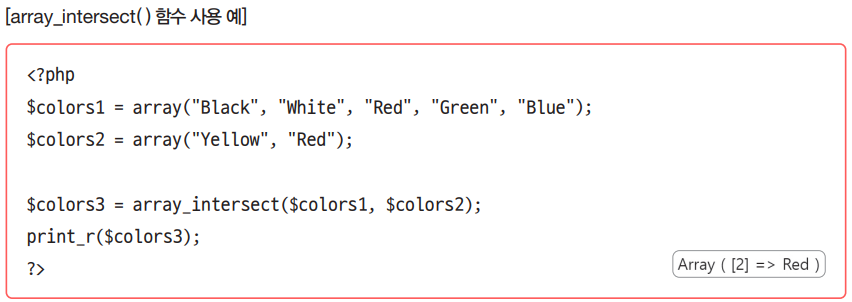 [array_intersect( ) 함수 사용 예]
<?php
$colors1 = array("Black", "White", "Red", "Green", "Blue");
$colors2 = array("Yellow", "Red");
$colors3 = array_intersect($colors1, $colors2);
print_r($colors3);
?>
Array ( [2] => Red )